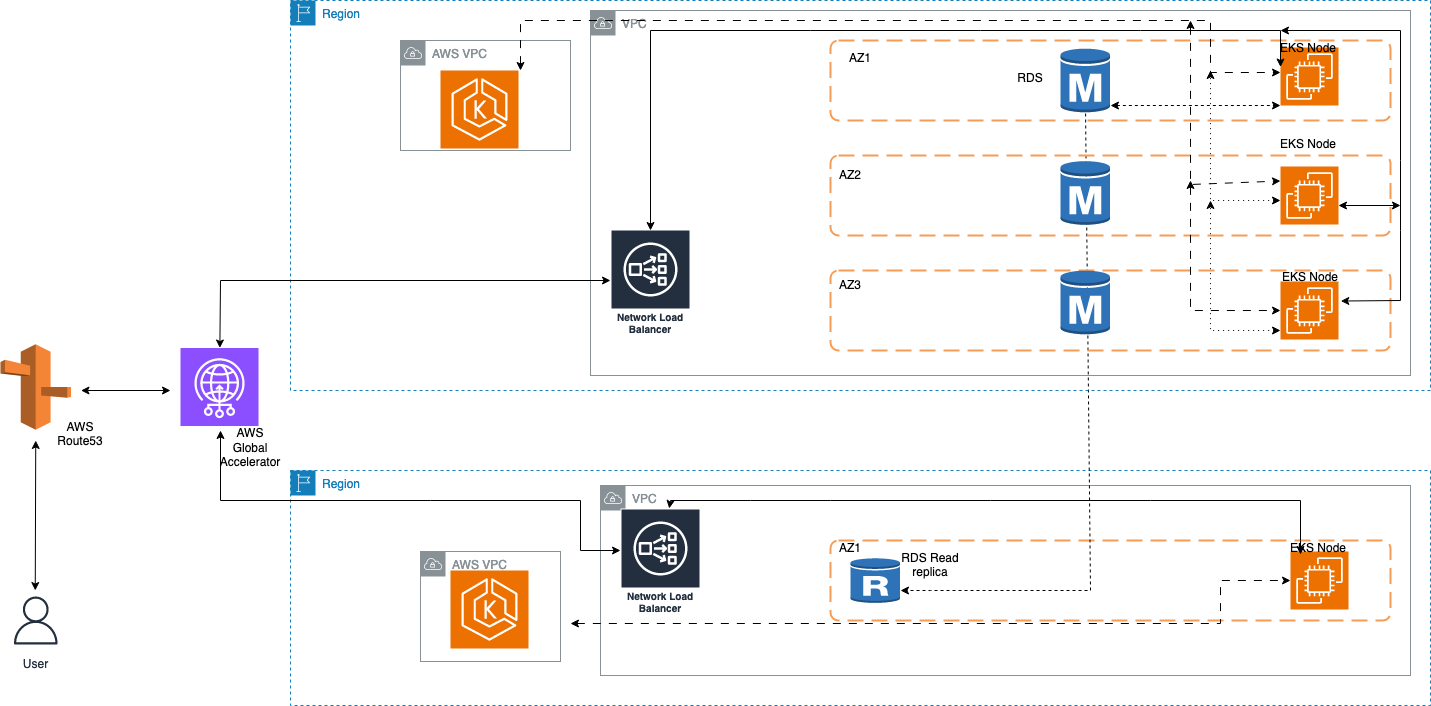 Region
VPC
AWS VPC
K
AZ1
RDS
M
EKS Node
AZ2
M
EKS Node
AZ3
M
EKS Node
Network Load
Balancer
AWS
Route53
AWS
Global
Accelerator
User
Region
VPC
AWS VPC
K
Network Load
Balancer
AZ1
RDS Read
replica
R
EKS Node